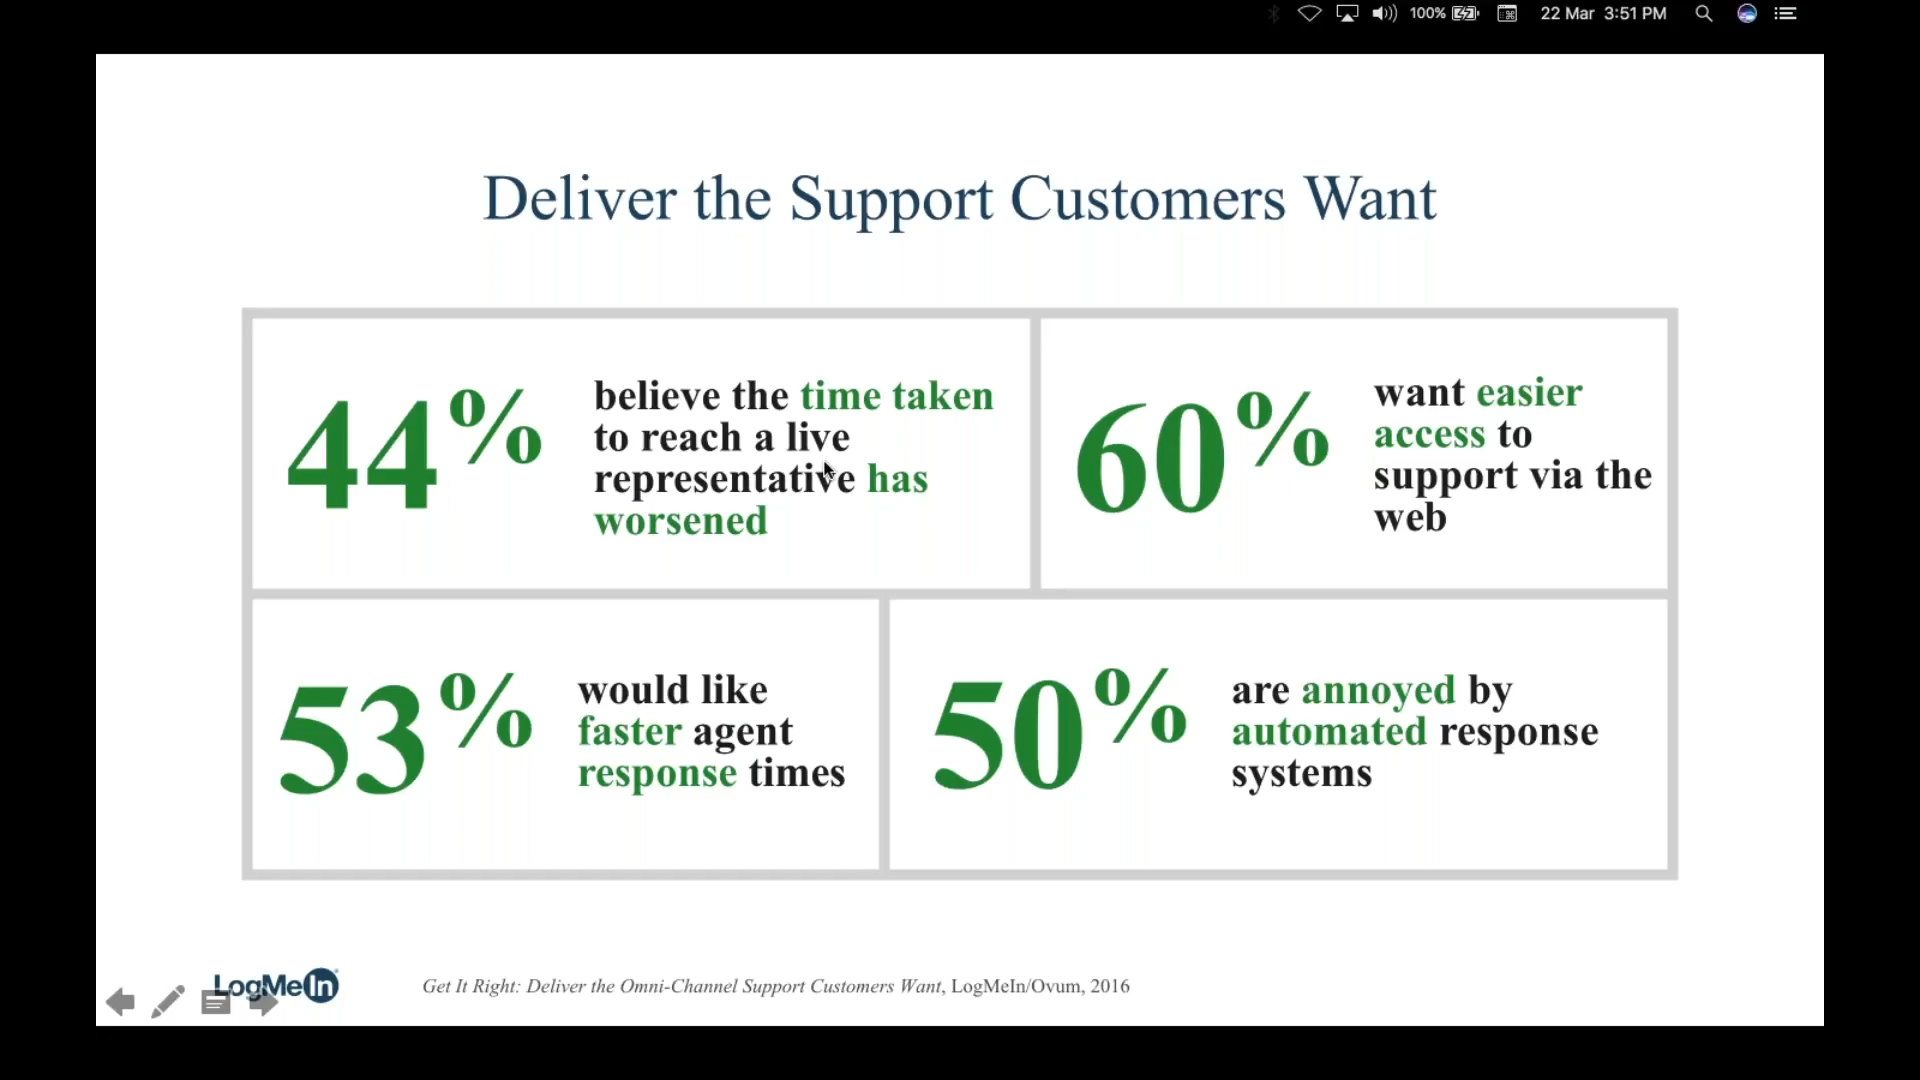 100% 22 Mar 3:51 PM
Deliver the Support Customers Want
44%
believe the time taken
to reach a live
representative has
worsened
60%
want easier
access to
support via the
web
53%
would like
faster agent
response times
50%
are annoyed by
automated response
systems
LogMeIn
Get It Right: Deliver the Omni-Channel Support Customers Want, LogMeIn/Ovum, 2016